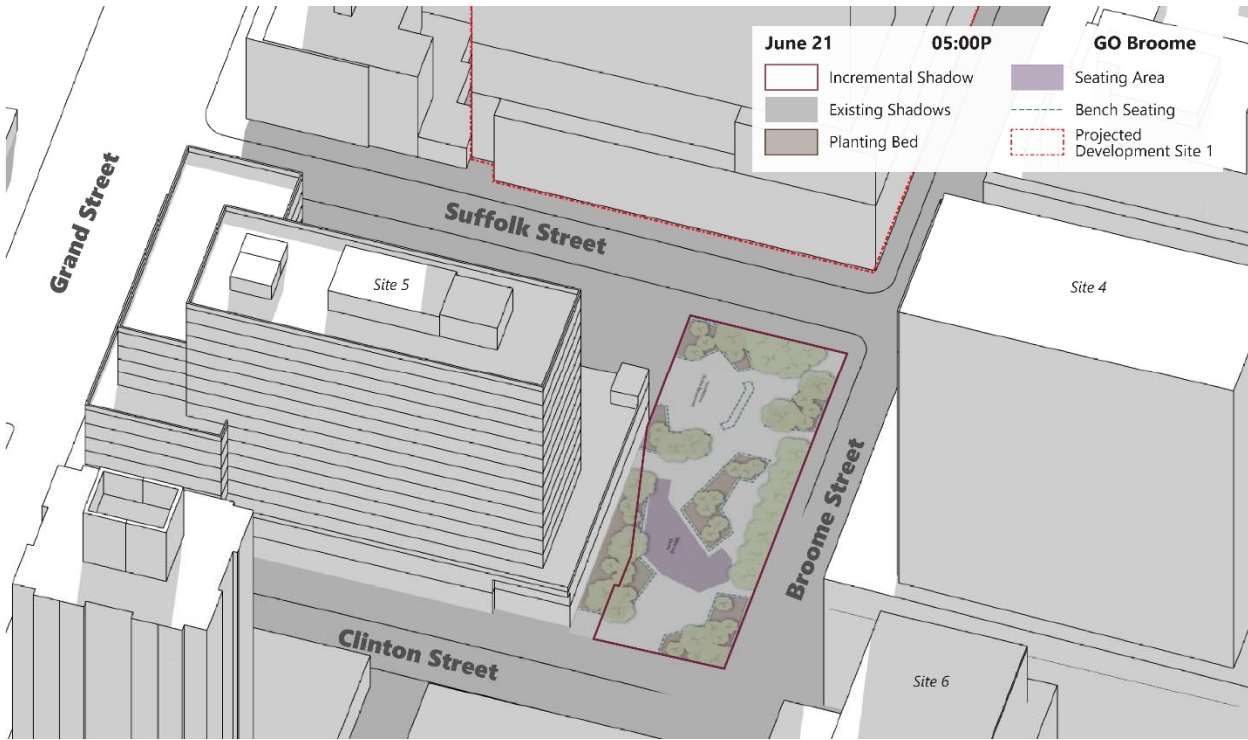 June 21 05:00P GO Broome
Incremental Shadow
Seating Area
Existing Shadows
Bench Seating
Planting Bed
Projected
Development Site 1
Grand Street
Suffolk Street
Site 5
Site 4
Broome Street
Clinton Street
Site 6